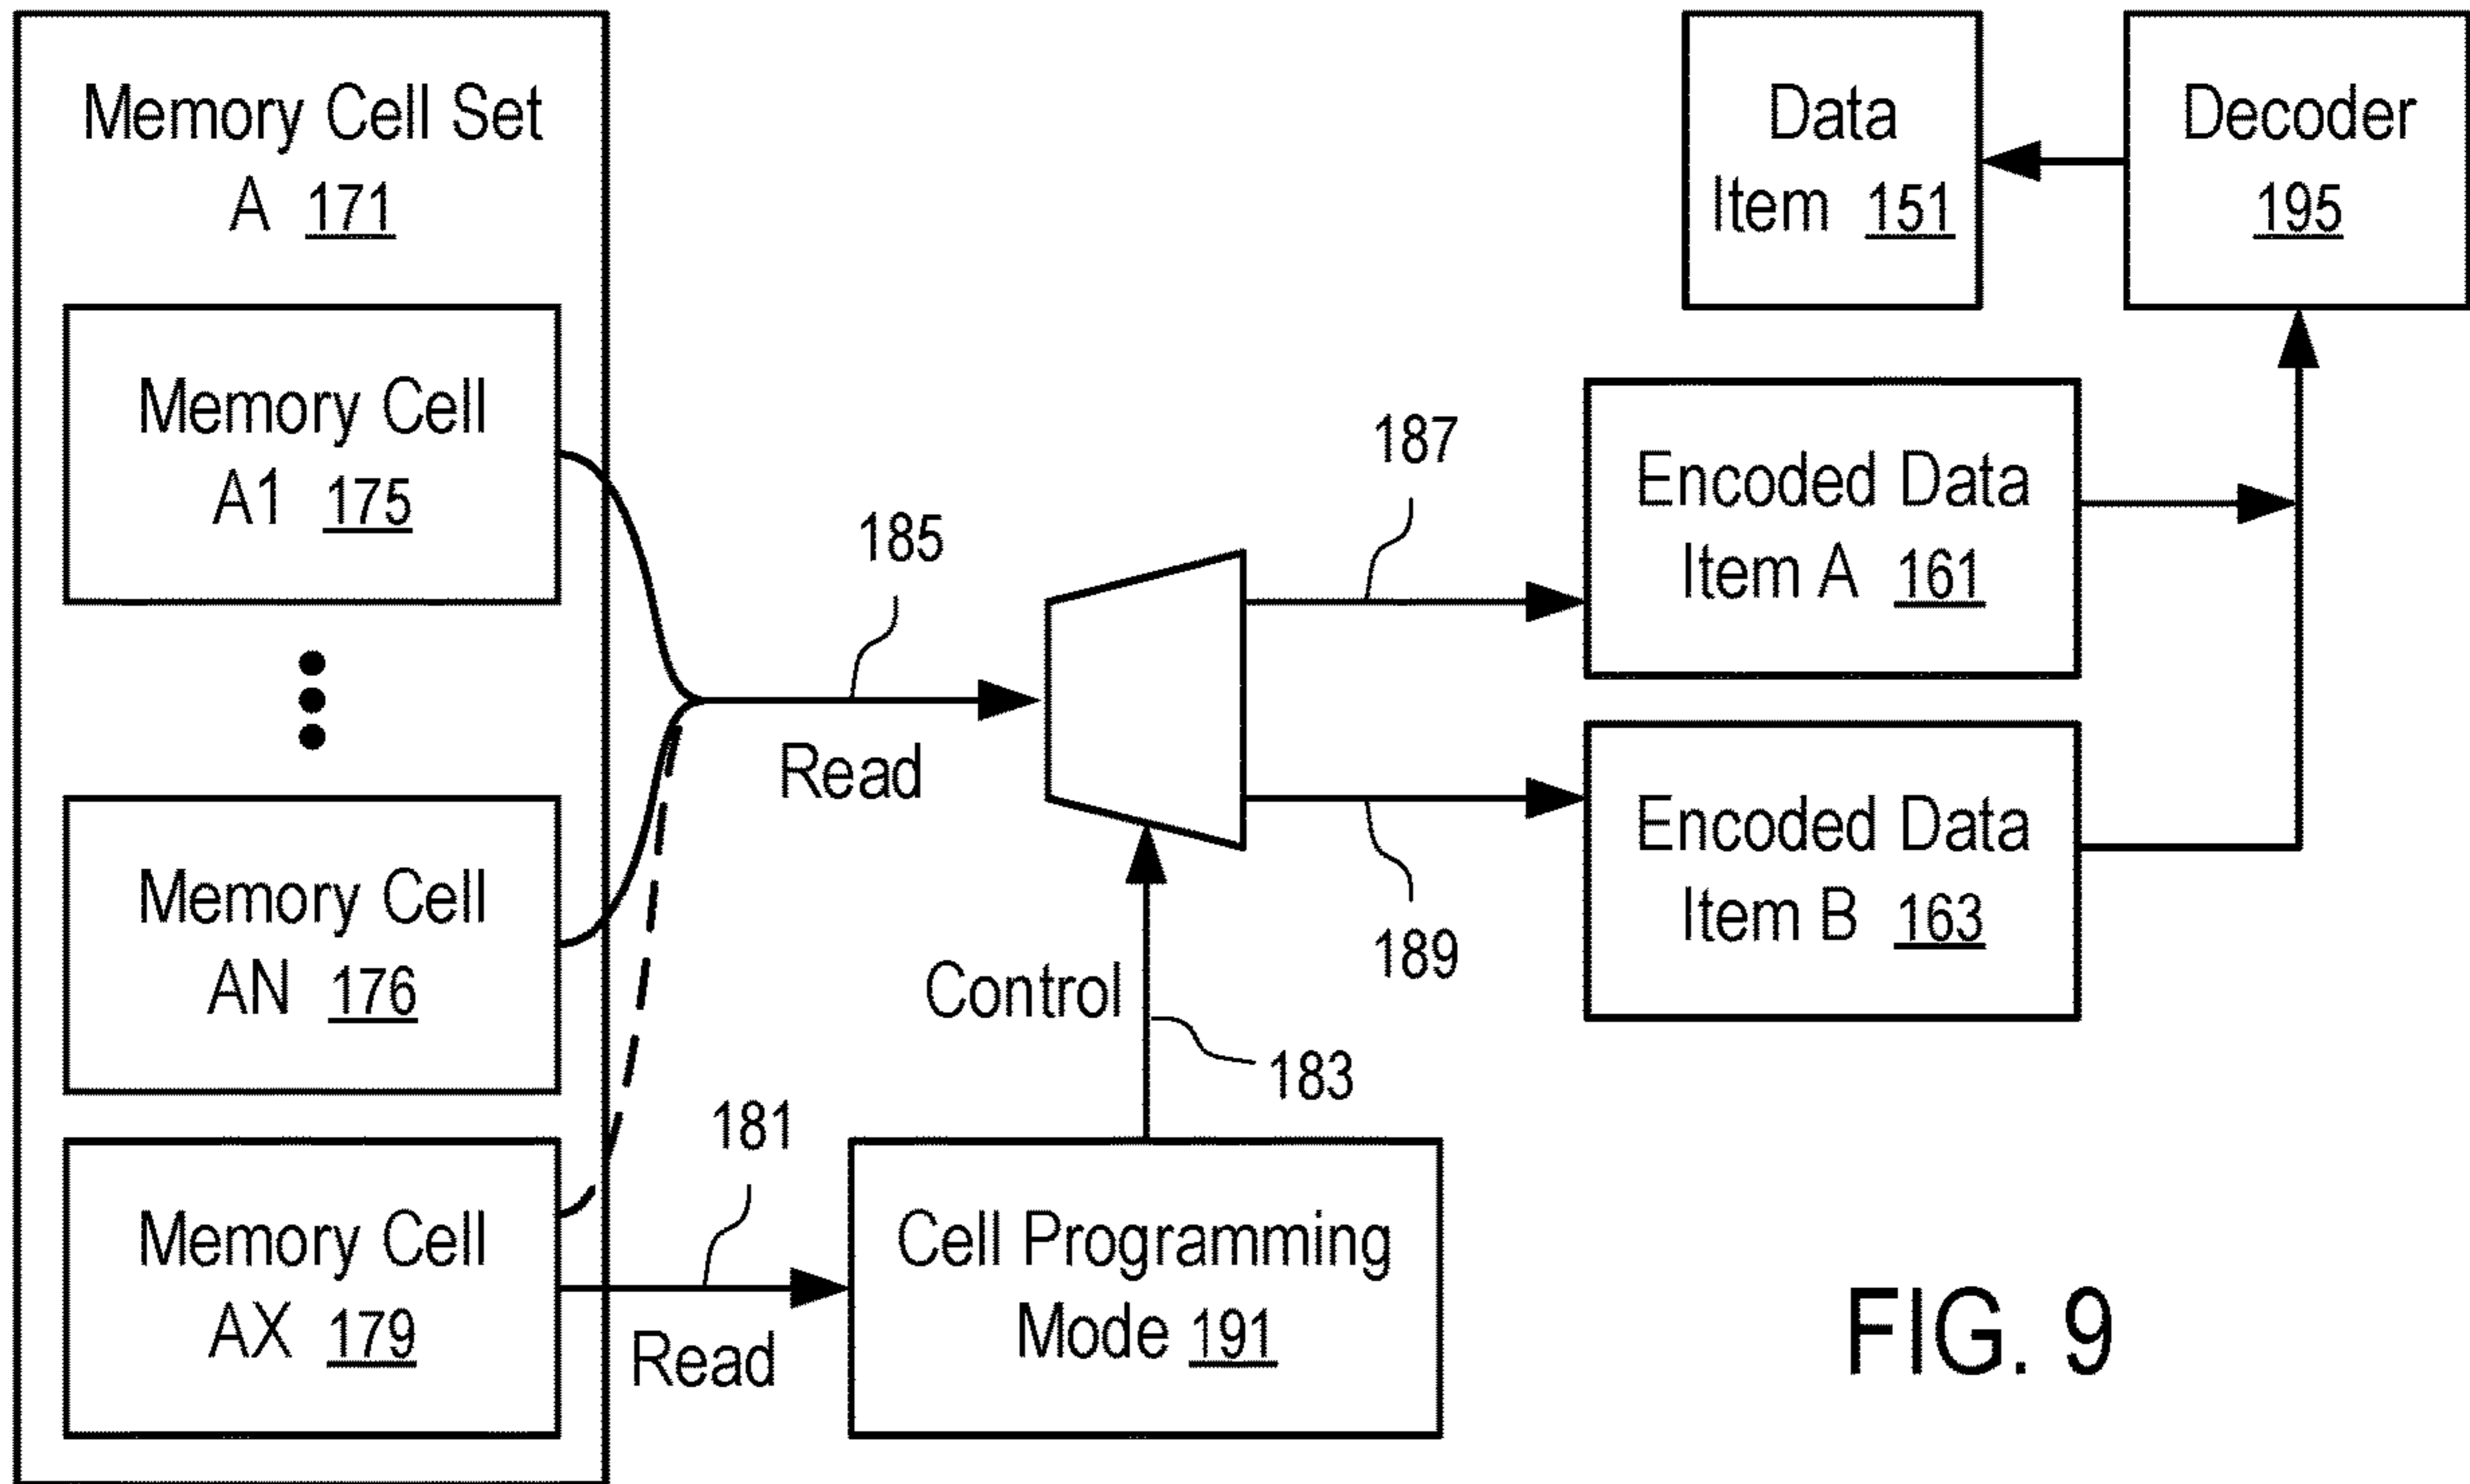 Memory Cell Set
A 171
Memory Cell
A1 175
Memory Cell
AN 176
Memory Cell
AX 179
185
Read
181
Read
Control
183
Cell Programming
Mode 191
187
189
Encoded Data
Item A 161
Encoded Data
Item B 163
Data
Item 151
Decoder
195
FIG. 9